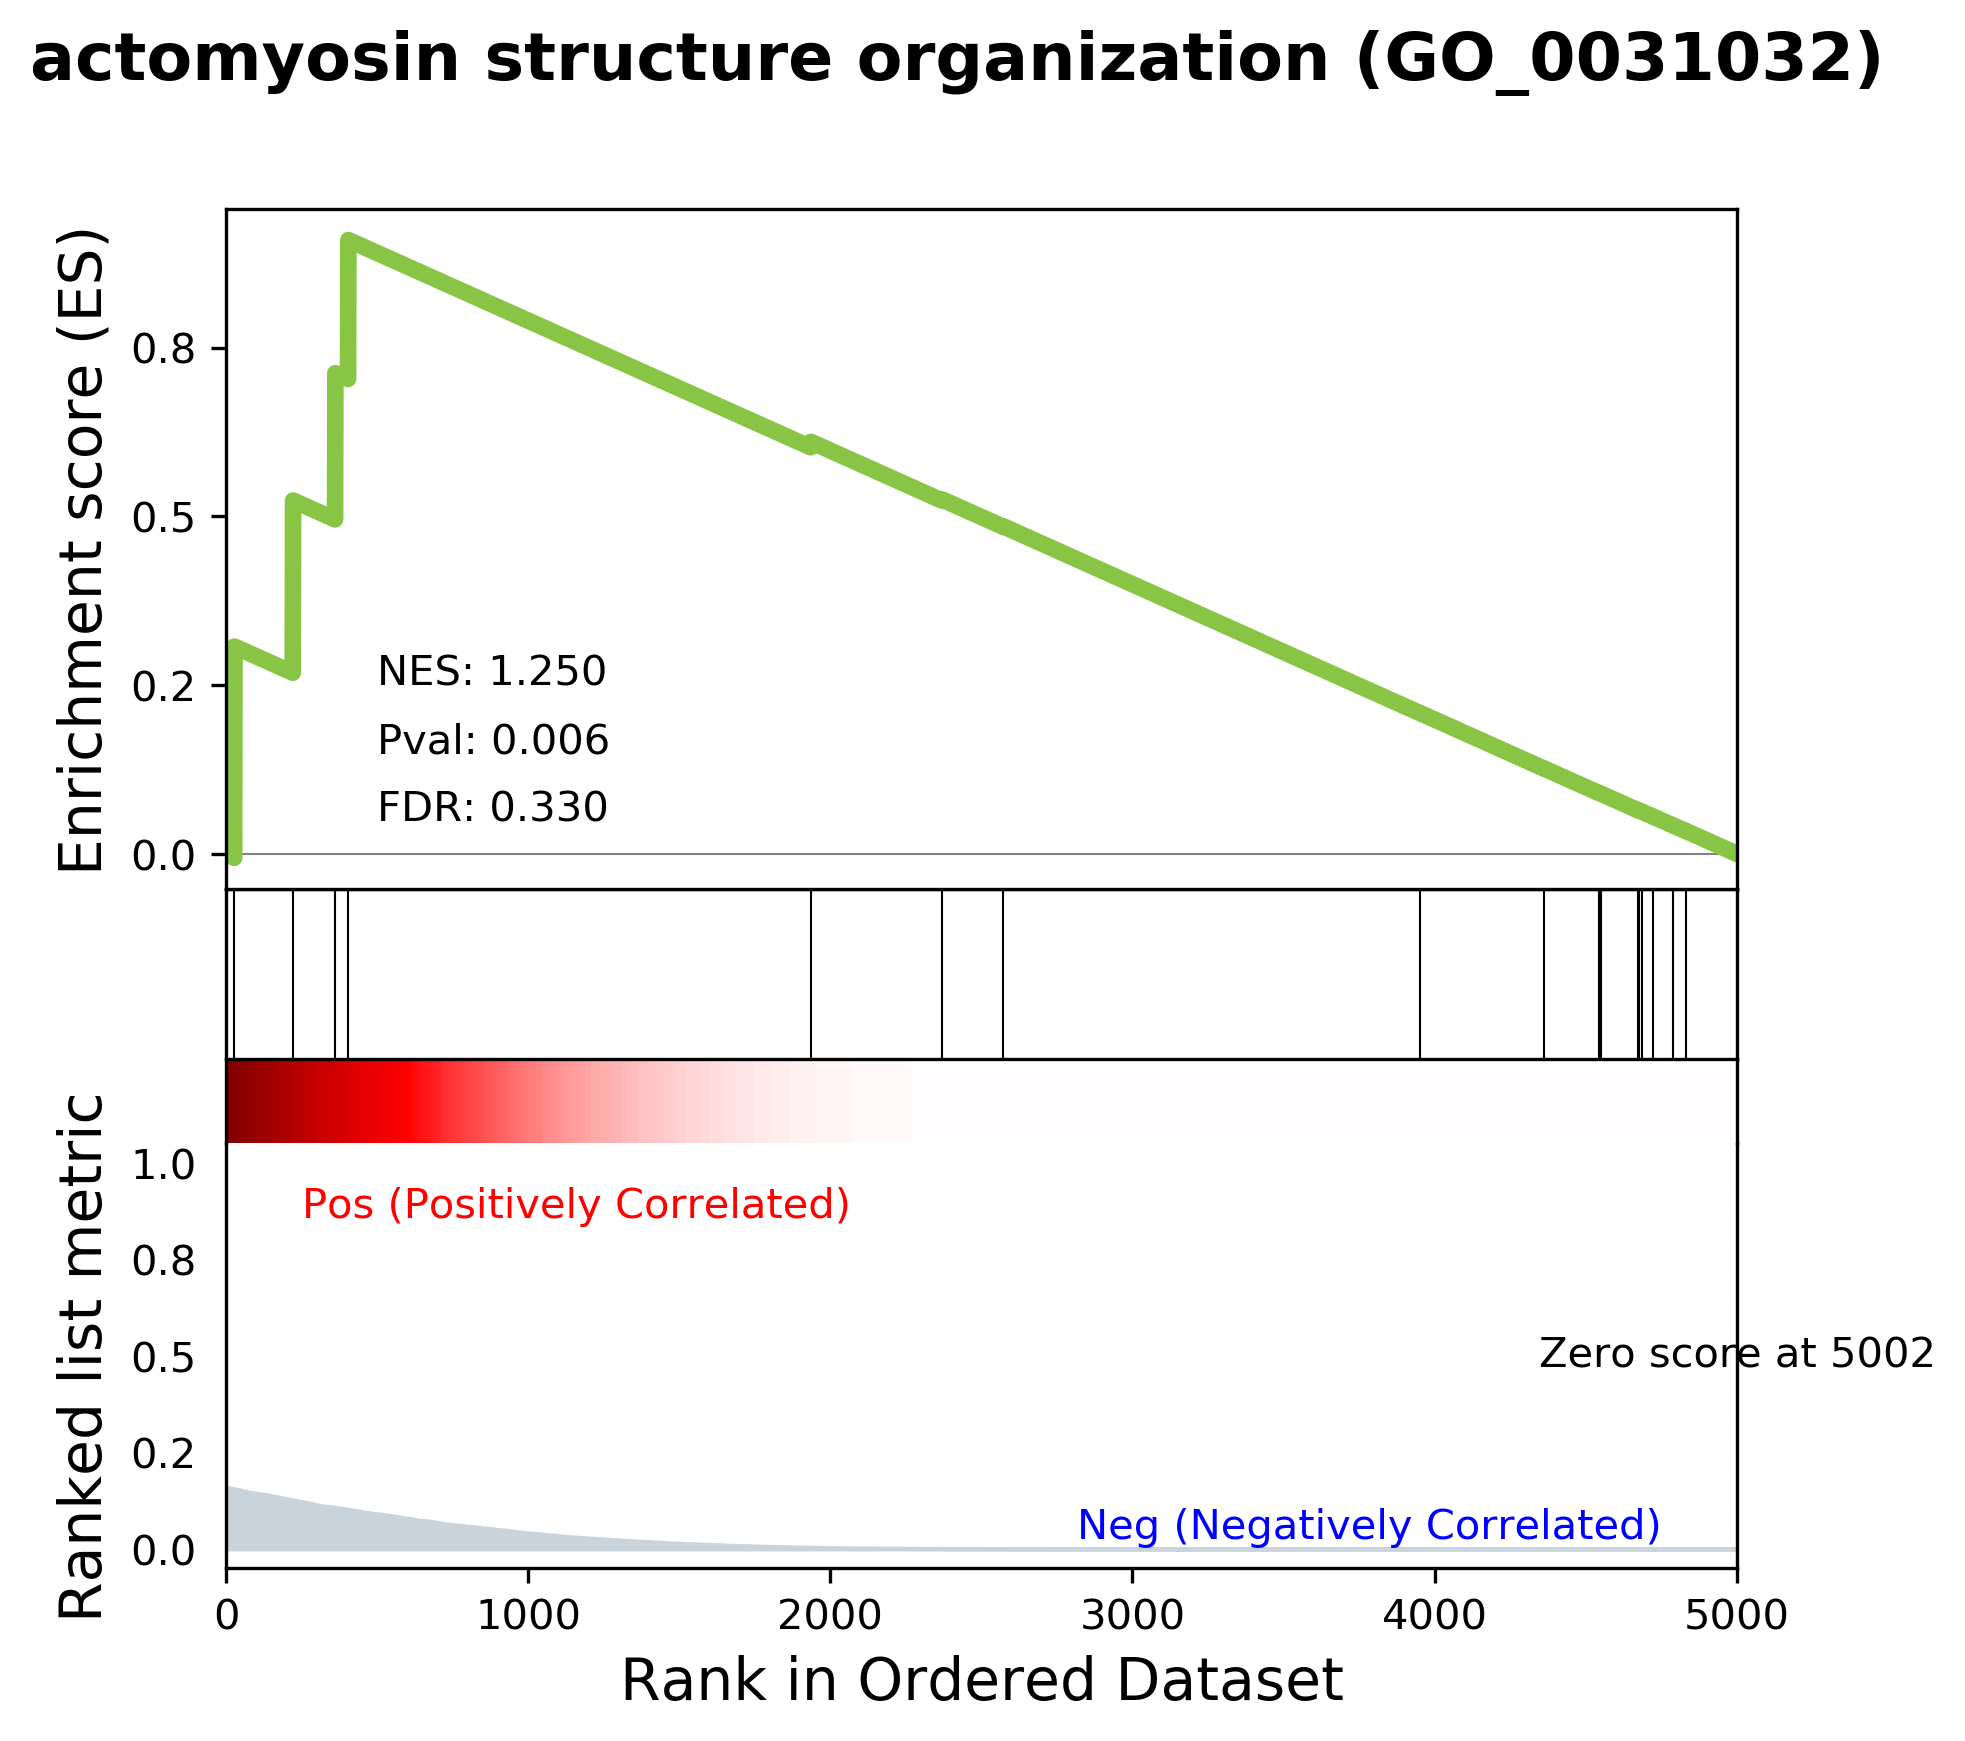 actomyosin structure organization (GO_0031032)
Enrichment score (ES)
0.8
0.5
0.2
0.0
NES: 1.250
Pval: 0.006
FDR: 0.330
Ranked list metric
1.0
0.8
0.5
0.2
0.0
Pos (Positively Correlated)
Zero score at 5002
Neg (Negatively Correlated)
0 1000 2000 3000 4000 5000
Rank in Ordered Dataset